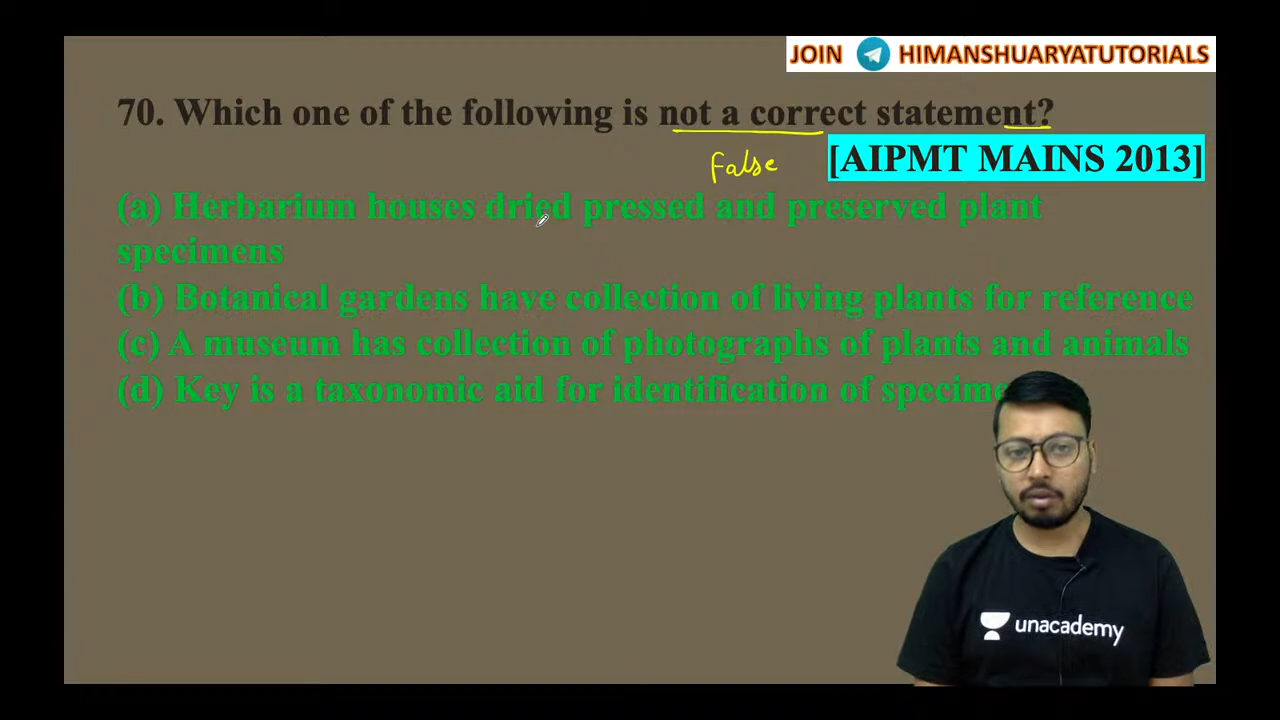 JOIN HIMANSHUARYATUTORIALS
70. Which one of the following is not a correct statement?
False
[AIPMT MAINS 2013]
(a) Herbarium houses dried pressed and preserved plant
specimens
(b) Botanical gardens have collection of living plants for reference
(c) A museum has collection of photographs of plants and animals
(d) Key is a taxonomic aid for identification of specime
unacademy